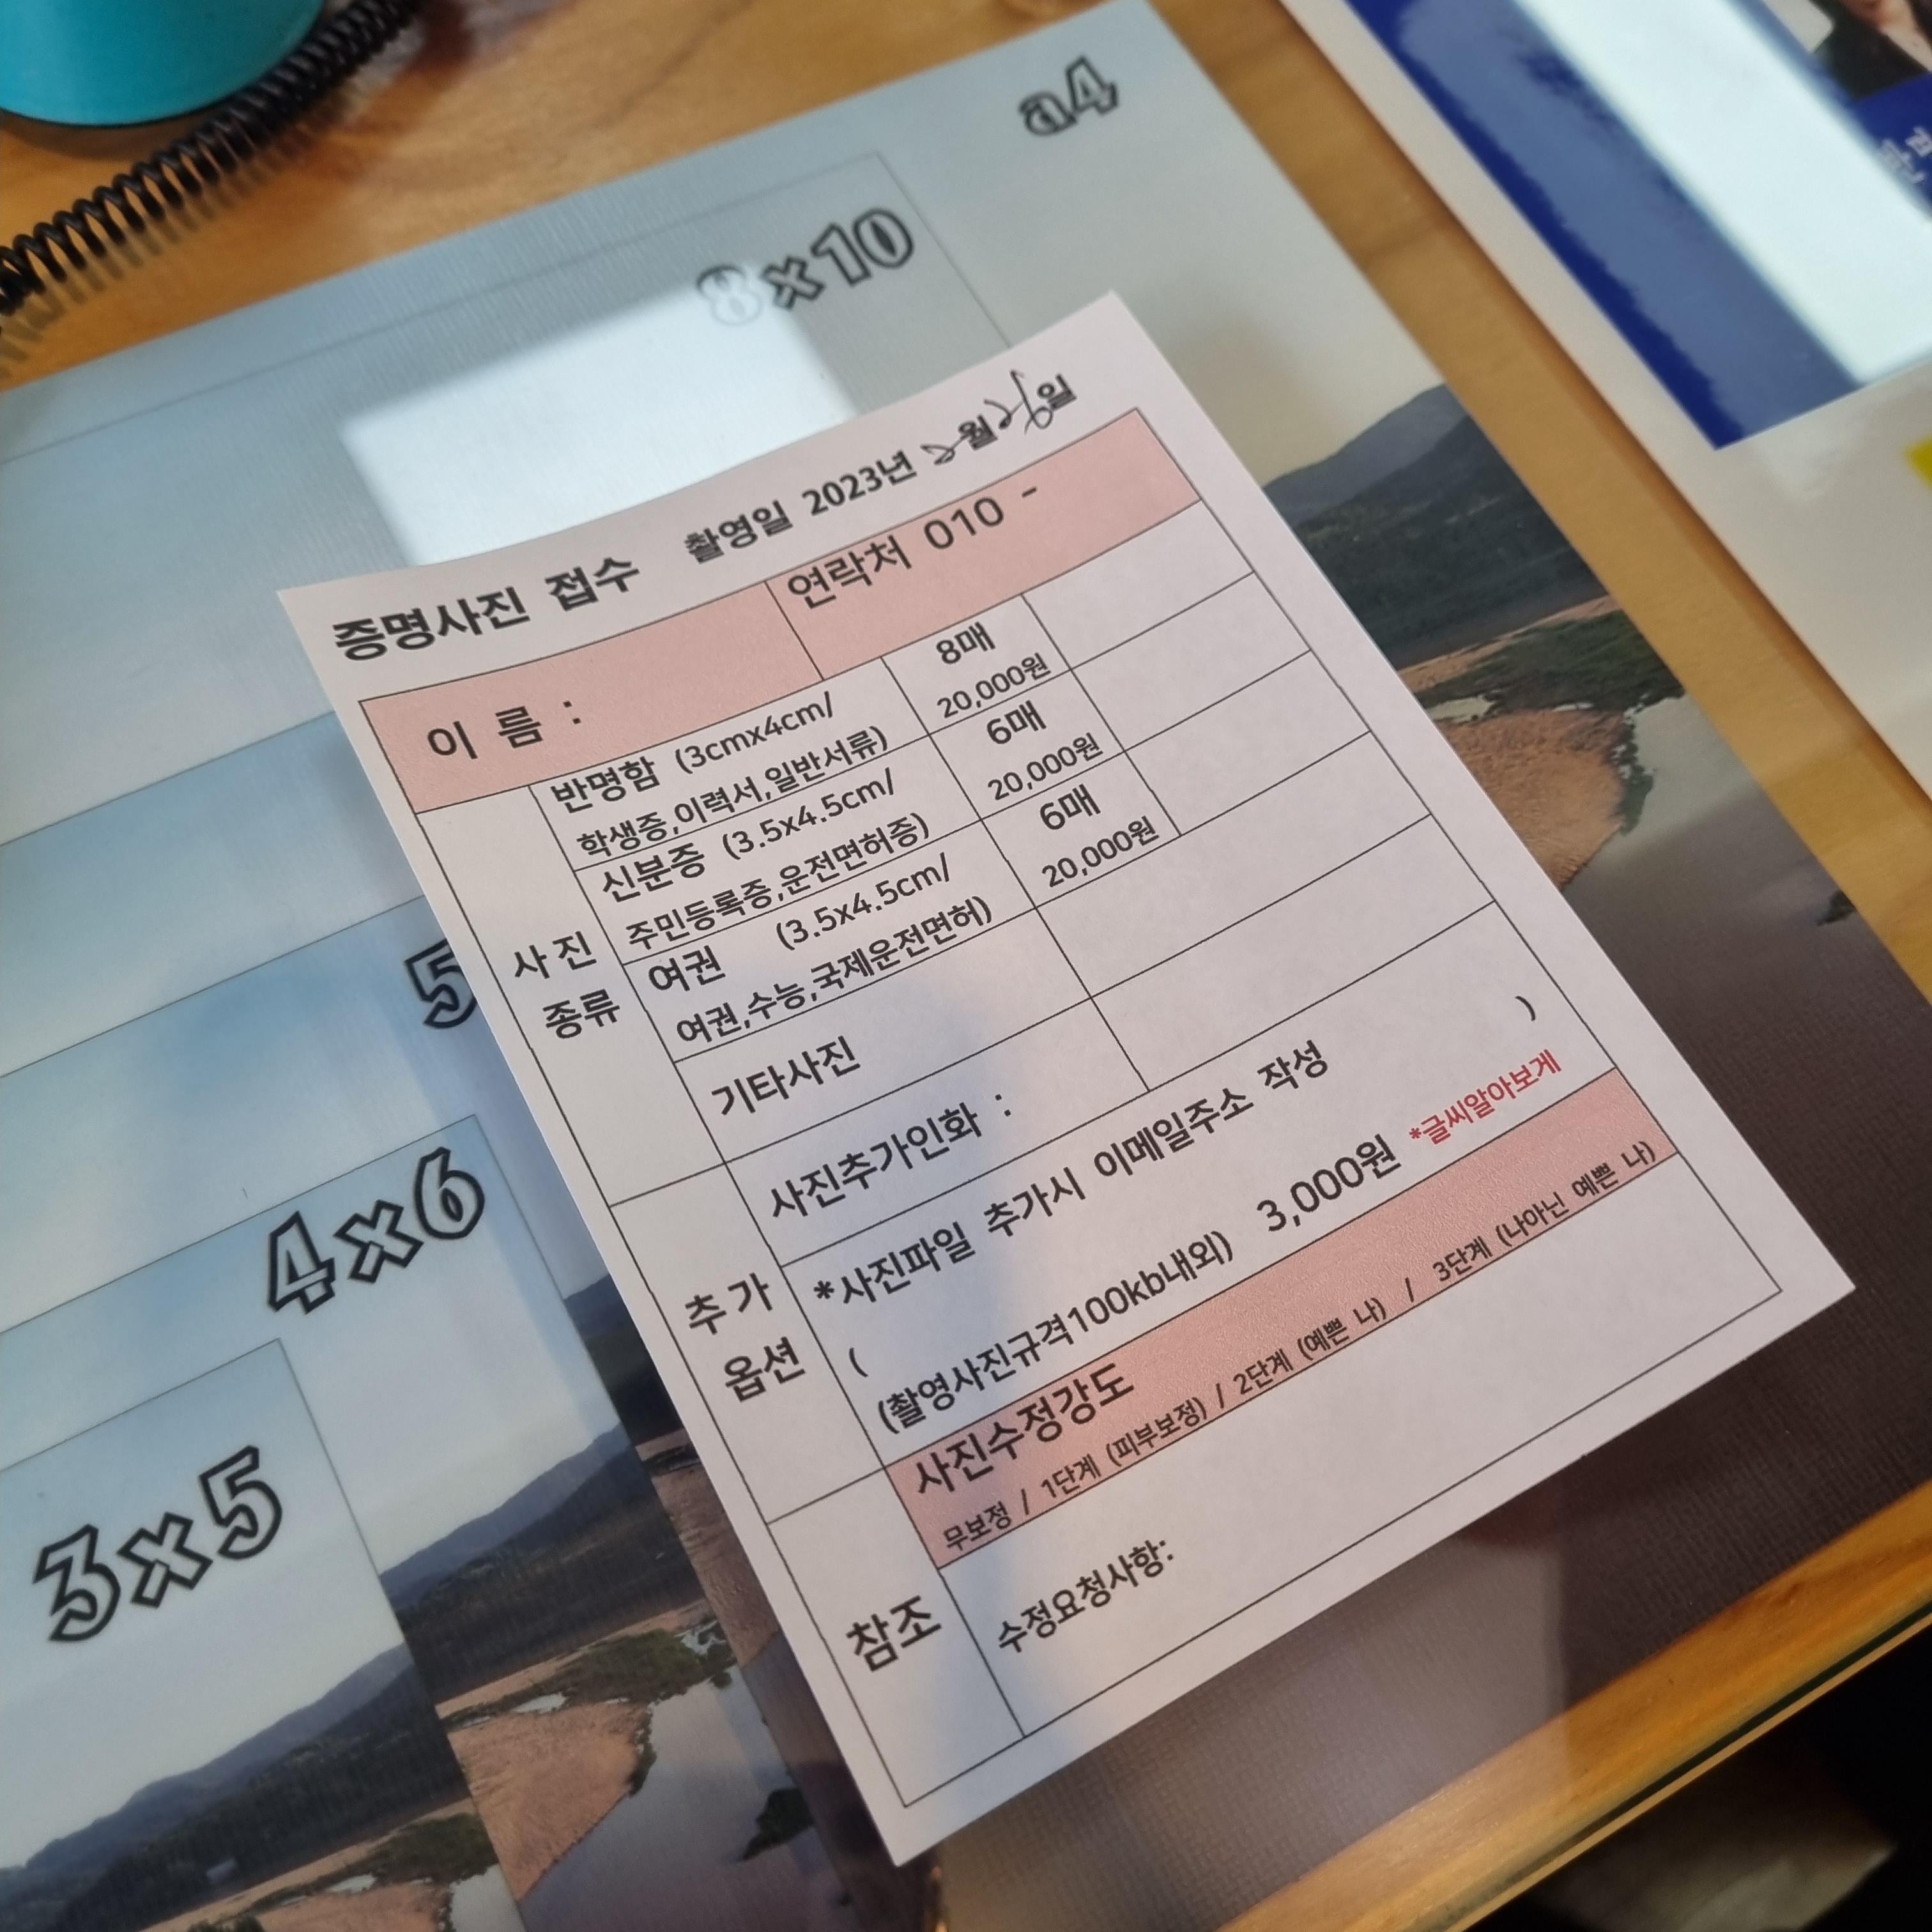 a4
8x10
5
4x6
3x5
증명사진 접수 촬영일 2023년 2월 일
이 름 :
연락처 010 -
사진
종류
반명함 (3cmx4cm/
학생증,이력서,일반서류)
8매
20,000원
신분증 (3.5x4.5cm/
주민등록증,운전면허증)
6매
20,000원
여권 (3.5x4.5cm/
여권,수능,국제운전면허)
6매
20,000원
기타사진
추가
옵션
사진추가인화 :
*사진파일 추가시 이메일주소 작성
( )
(촬영사진규격100kb내외) 3,000원 *글씨알아보게
사진수정강도
무보정 / 1단계 (피부보정) / 2단계 (예쁜 나) / 3단계 (나아닌 예쁜 나)
참조
수정요청사항: